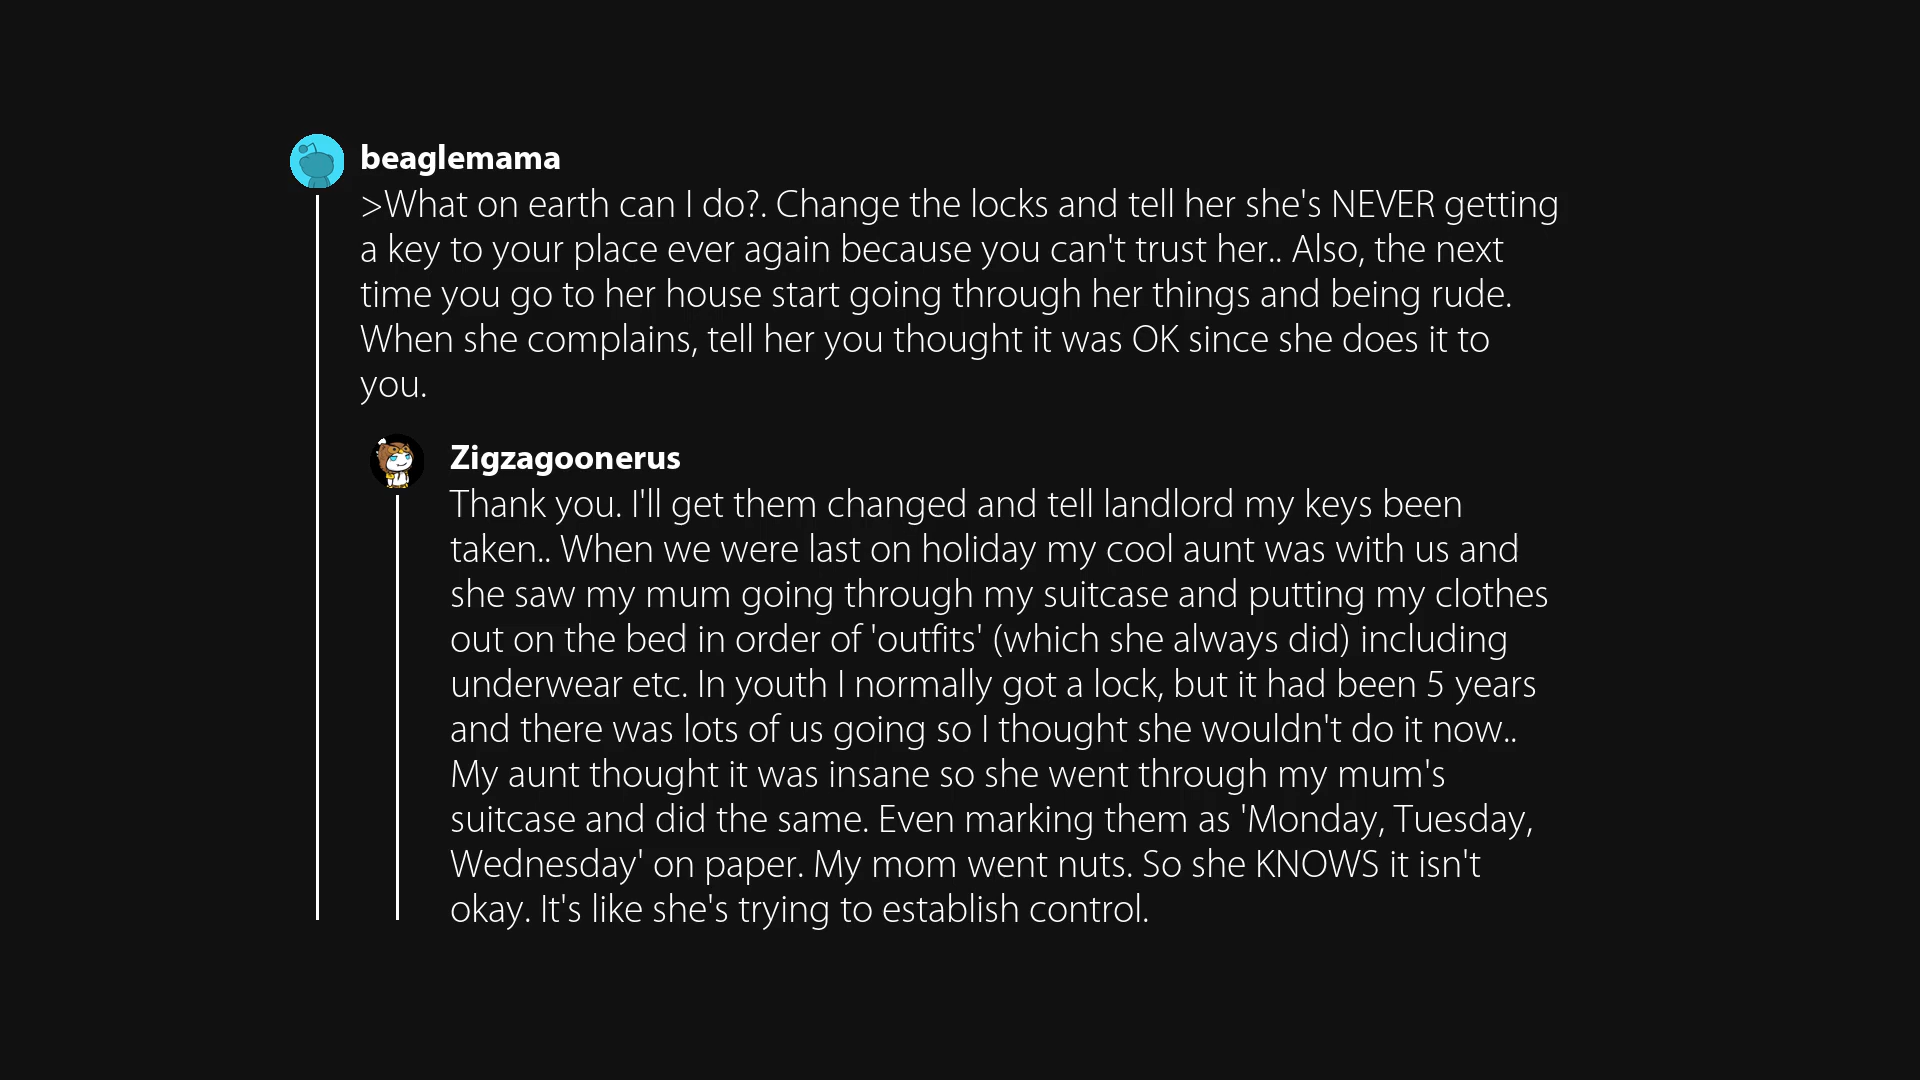 beaglemama
>What on earth can I do?. Change the locks and tell her she's NEVER getting
a key to your place ever again because you can't trust her.. Also, the next
time you go to her house start going through her things and being rude.
When she complains, tell her you thought it was OK since she does it to
you.
Zigzagoonerus
Thank you. I'll get them changed and tell landlord my keys been
taken.. When we were last on holiday my cool aunt was with us and
she saw my mum going through my suitcase and putting my clothes
out on the bed in order of 'outfits' (which she always did) including
underwear etc. In youth I normally got a lock, but it had been 5 years
and there was lots of us going so I thought she wouldn't do it now..
My aunt thought it was insane so she went through my mum's
suitcase and did the same. Even marking them as 'Monday, Tuesday,
Wednesday' on paper. My mom went nuts. So she KNOWS it isn't
okay. It's like she's trying to establish control.